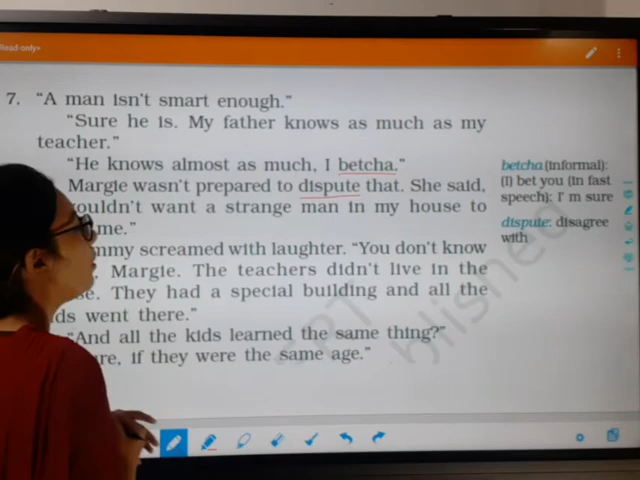 Read-only
7. "A man isn't smart enough."
"Sure he is. My father knows as much as my
teacher."
"He knows almost as much, I betcha."
Margie wasn't prepared to dispute that. She said,
want a strange man in my house to
me."
screamed with laughter. "You don't know
Margie. The teachers didn't live in the
They had a special building and all the
went there."
"And all the kids learned the same thing?"
if they were the same age."
betcha (informal):
(I) bet you (in fast
speech): I' m sure
dispute: disagree
with